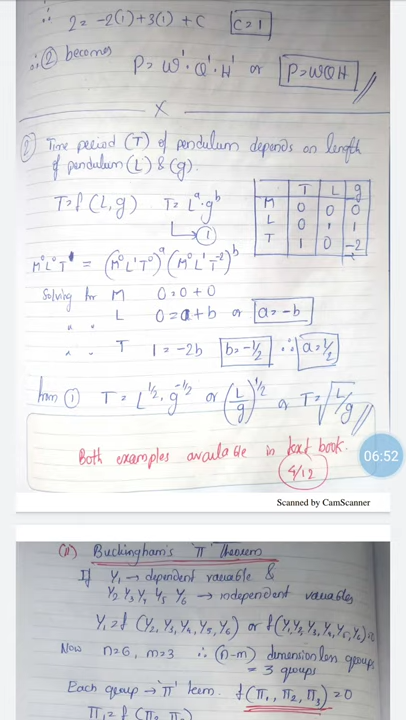 ∴ 2 = -2(1) + 3(1) + C C = 1
∴ ② becomes
P = W¹ · Q¹ · H¹ or P = WQH
X
② Time period (T) of pendulum depends on length
of pendulum (L) & (g).
T = f (L, g) T = Lᵃ · gᵇ
①
T L g
M 0 0 0
L 0 1 1
T 1 0 -2
M⁰L⁰T¹ = (M⁰L¹T⁰)ᵃ (M⁰L¹T⁻²)ᵇ
Solving for M 0 = 0 + 0
" " L 0 = a + b or a = -b
" " T 1 = -2b b = -1/2 ∴ a = 1/2
from ① T = L^1/2 · g^-1/2 or (L/g)^1/2 or T = √L/g
Both examples available in text book.
4/12
06:52
Scanned by CamScanner
(ii) Buckingham's 'π' Theorem
If Y₁ → dependent variable &
Y₂ Y₃ Y₄ Y₅ Y₆ → independent variables
Y₁ = f (Y₂, Y₃, Y₄, Y₅, Y₆) or f(Y₁, Y₂, Y₃, Y₄, Y₅, Y₆) = 0
Now n = 6, m = 3 ∴ (n-m) dimensionless groups
= 3 groups
Each group → 'π' term. f (π₁, π₂, π₃) = 0
π₁ = f (π₂, π₃)